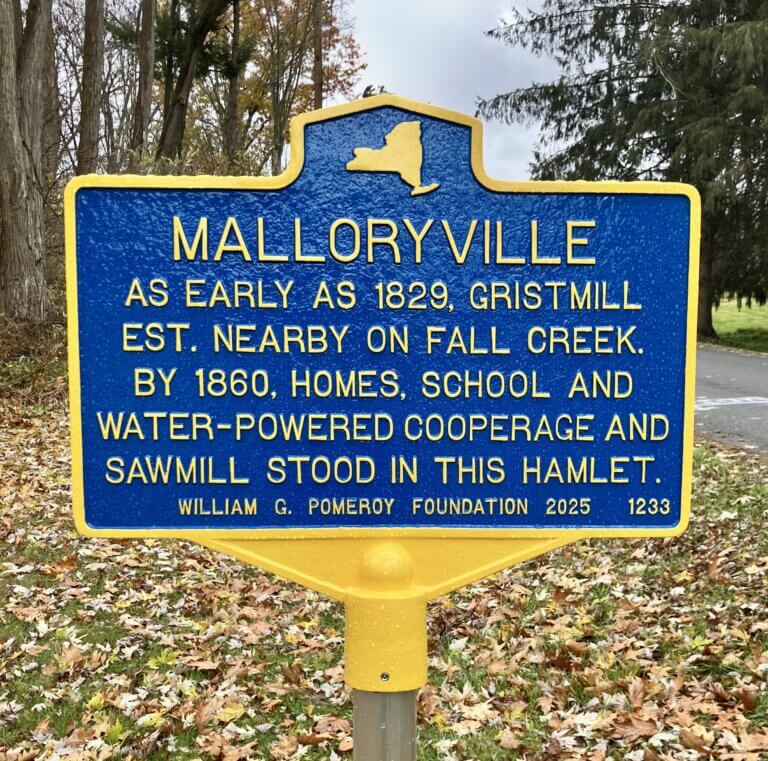 MALLORYVILLE
AS EARLY AS 1829, GRISTMILL
EST. NEARBY ON FALL CREEK.
BY 1860, HOMES, SCHOOL AND
WATER-POWERED COOPERAGE AND
SAWMILL STOOD IN THIS HAMLET.
WILLIAM G. POMEROY FOUNDATION 2025 1233